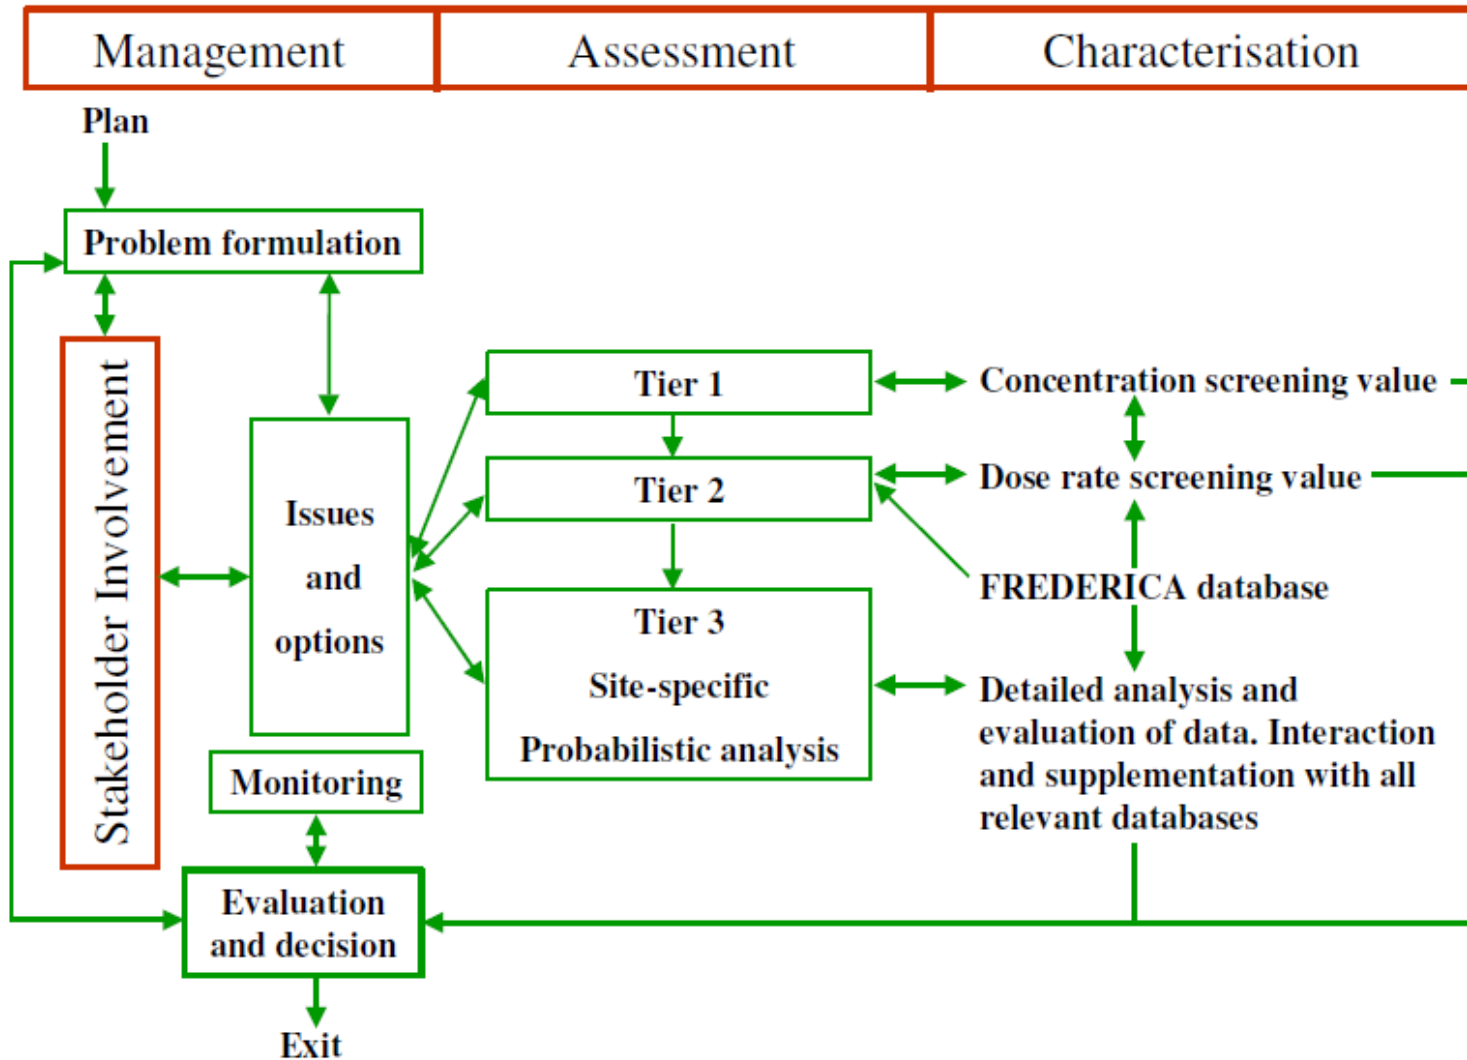 Management
Assessment
Characterisation
Plan
Problem formulation
Stakeholder Involvement
Issues
and
options
Monitoring
Evaluation
and decision
Exit
Tier 1
Tier 2
Tier 3
Site-specific
Probabilistic analysis
Concentration screening value
Dose rate screening value
FREDERICA database
Detailed analysis and
evaluation of data. Interaction
and supplementation with all
relevant databases